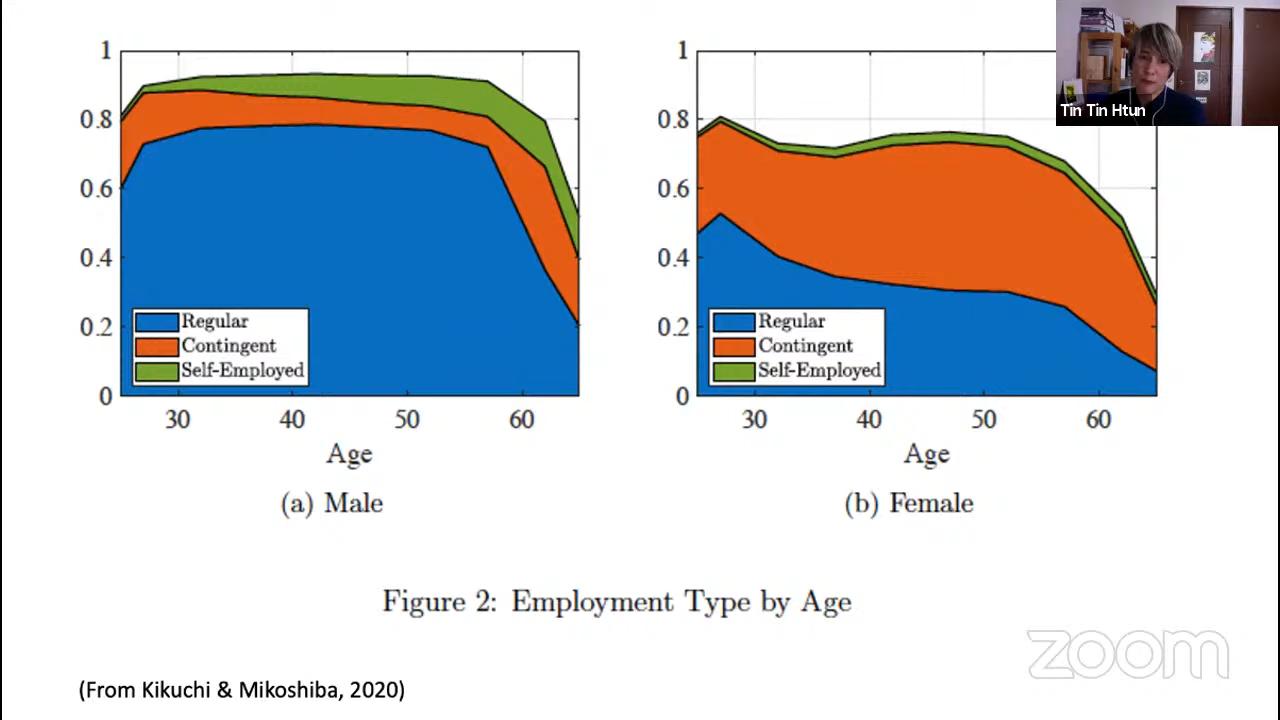 Tin Tin Htun
1
0.8
0.6
0.4
0.2
0
Regular
Contingent
Self-Employed
30 40 50 60
Age
(a) Male
1
0.8
0.6
0.4
0.2
0
Regular
Contingent
Self-Employed
30 40 50 60
Age
(b) Female
Figure 2: Employment Type by Age
zoom
(From Kikuchi & Mikoshiba, 2020)